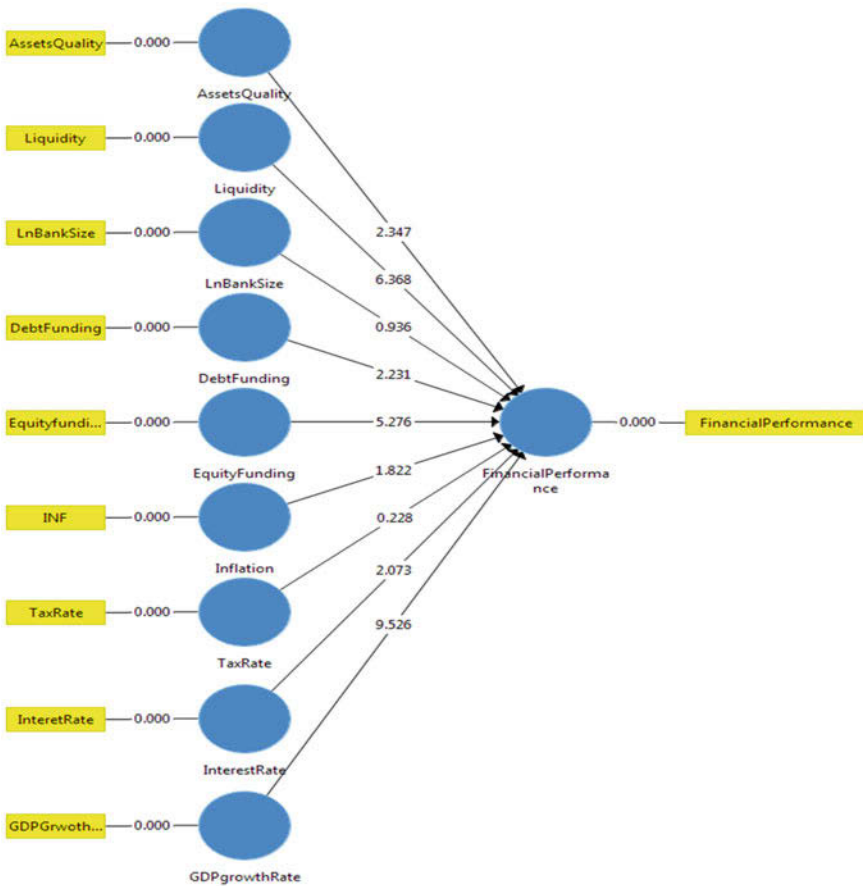 AssetsQuality 0.000
AssetsQuality
Liquidity 0.000
Liquidity
LnBankSize 0.000
LnBankSize
DebtFunding 0.000
DebtFunding
Equityfundi... 0.000
EquityFunding
INF 0.000
Inflation
TaxRate 0.000
TaxRate
InteretRate 0.000
InterestRate
GDPGrwoth... 0.000
GDPgrowthRate
2.347
6.368
0.936
2.231
5.276
1.822
0.228
2.073
9.526
FinancialPerforma
nce
0.000 FinancialPerformance